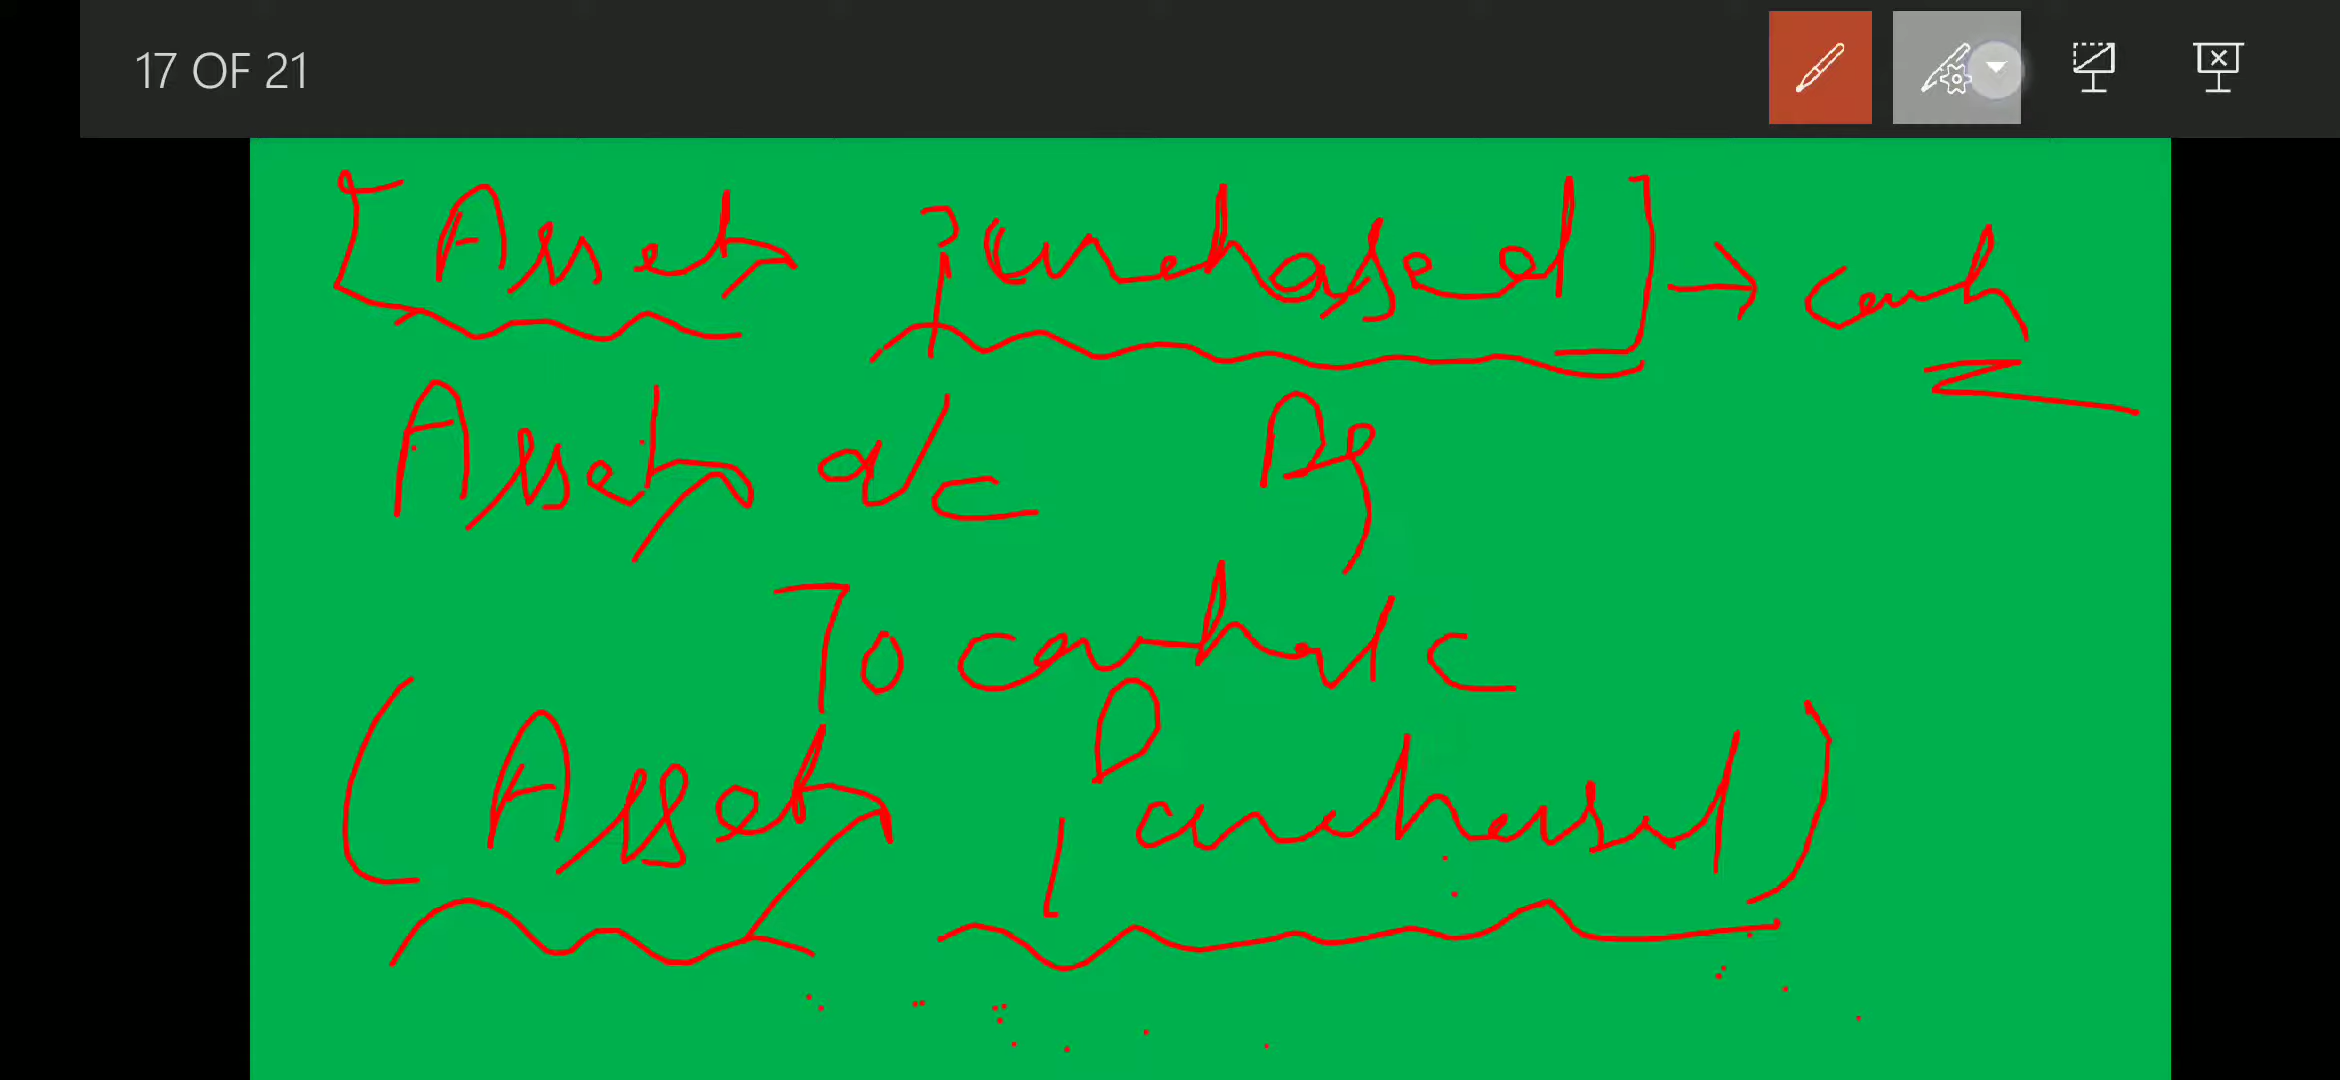 17 OF 21
[Assets purchased] → cash
Assets a/c Dr
To cash a/c
(Assets Purchased)